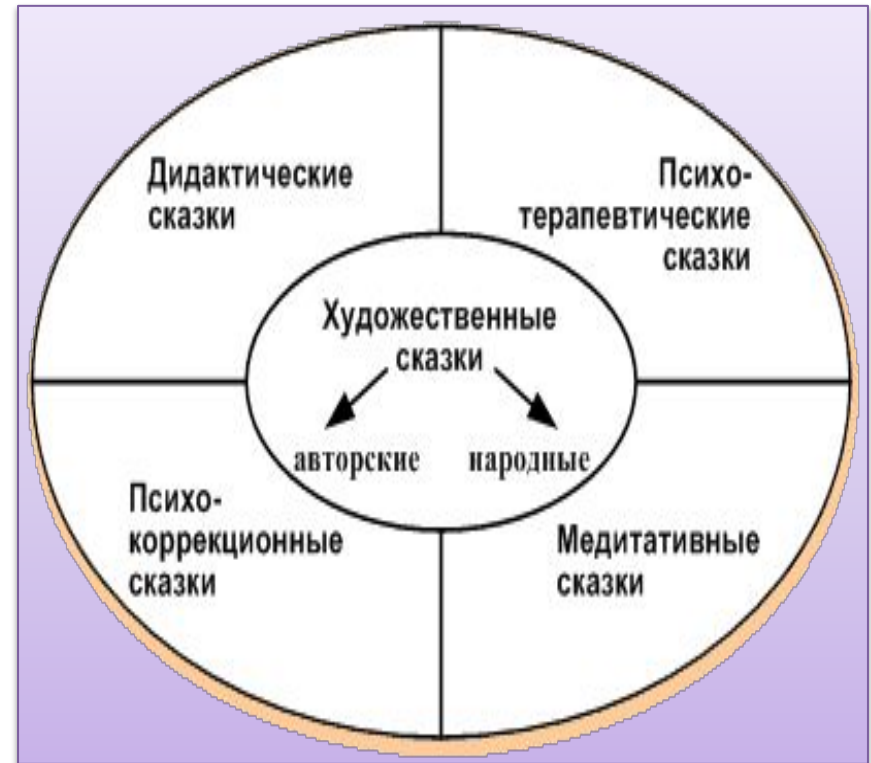 Дидактические
сказки
Психо-
терапевтические
сказки
Художественные
сказки
авторские народные
Психо-
коррекционные
сказки
Медитативные
сказки